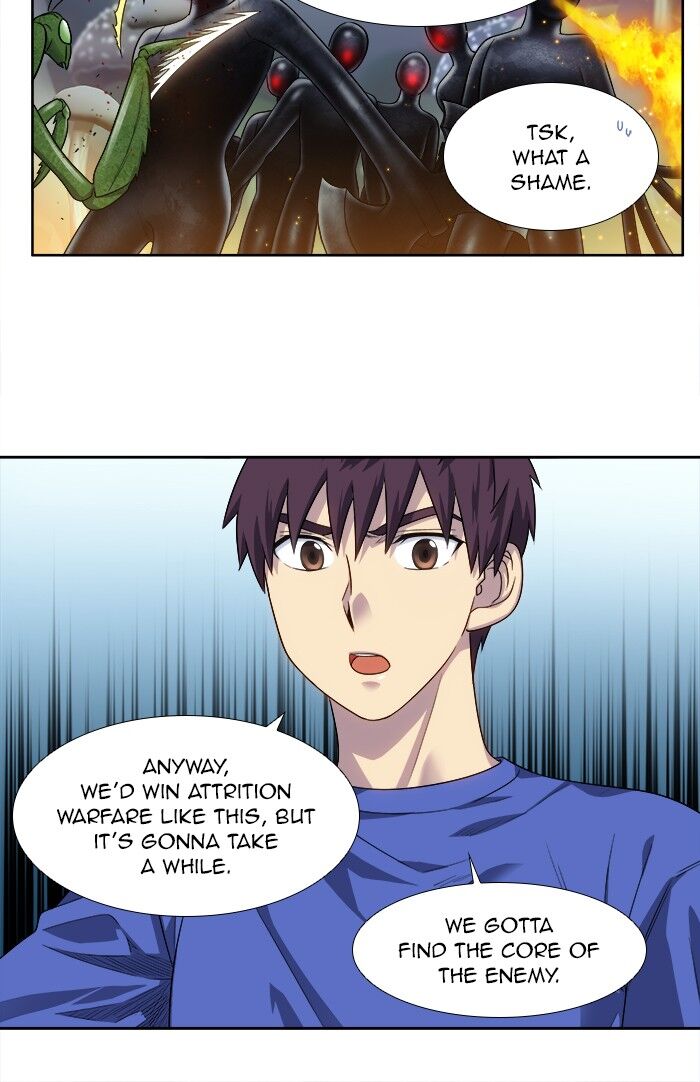 TSK,
WHAT A
SHAME.
ANYWAY,
WE'D WIN ATTRITION
WARFARE LIKE THIS, BUT
IT'S GONNA TAKE
A WHILE.
WE GOTTA
FIND THE CORE OF
THE ENEMY.